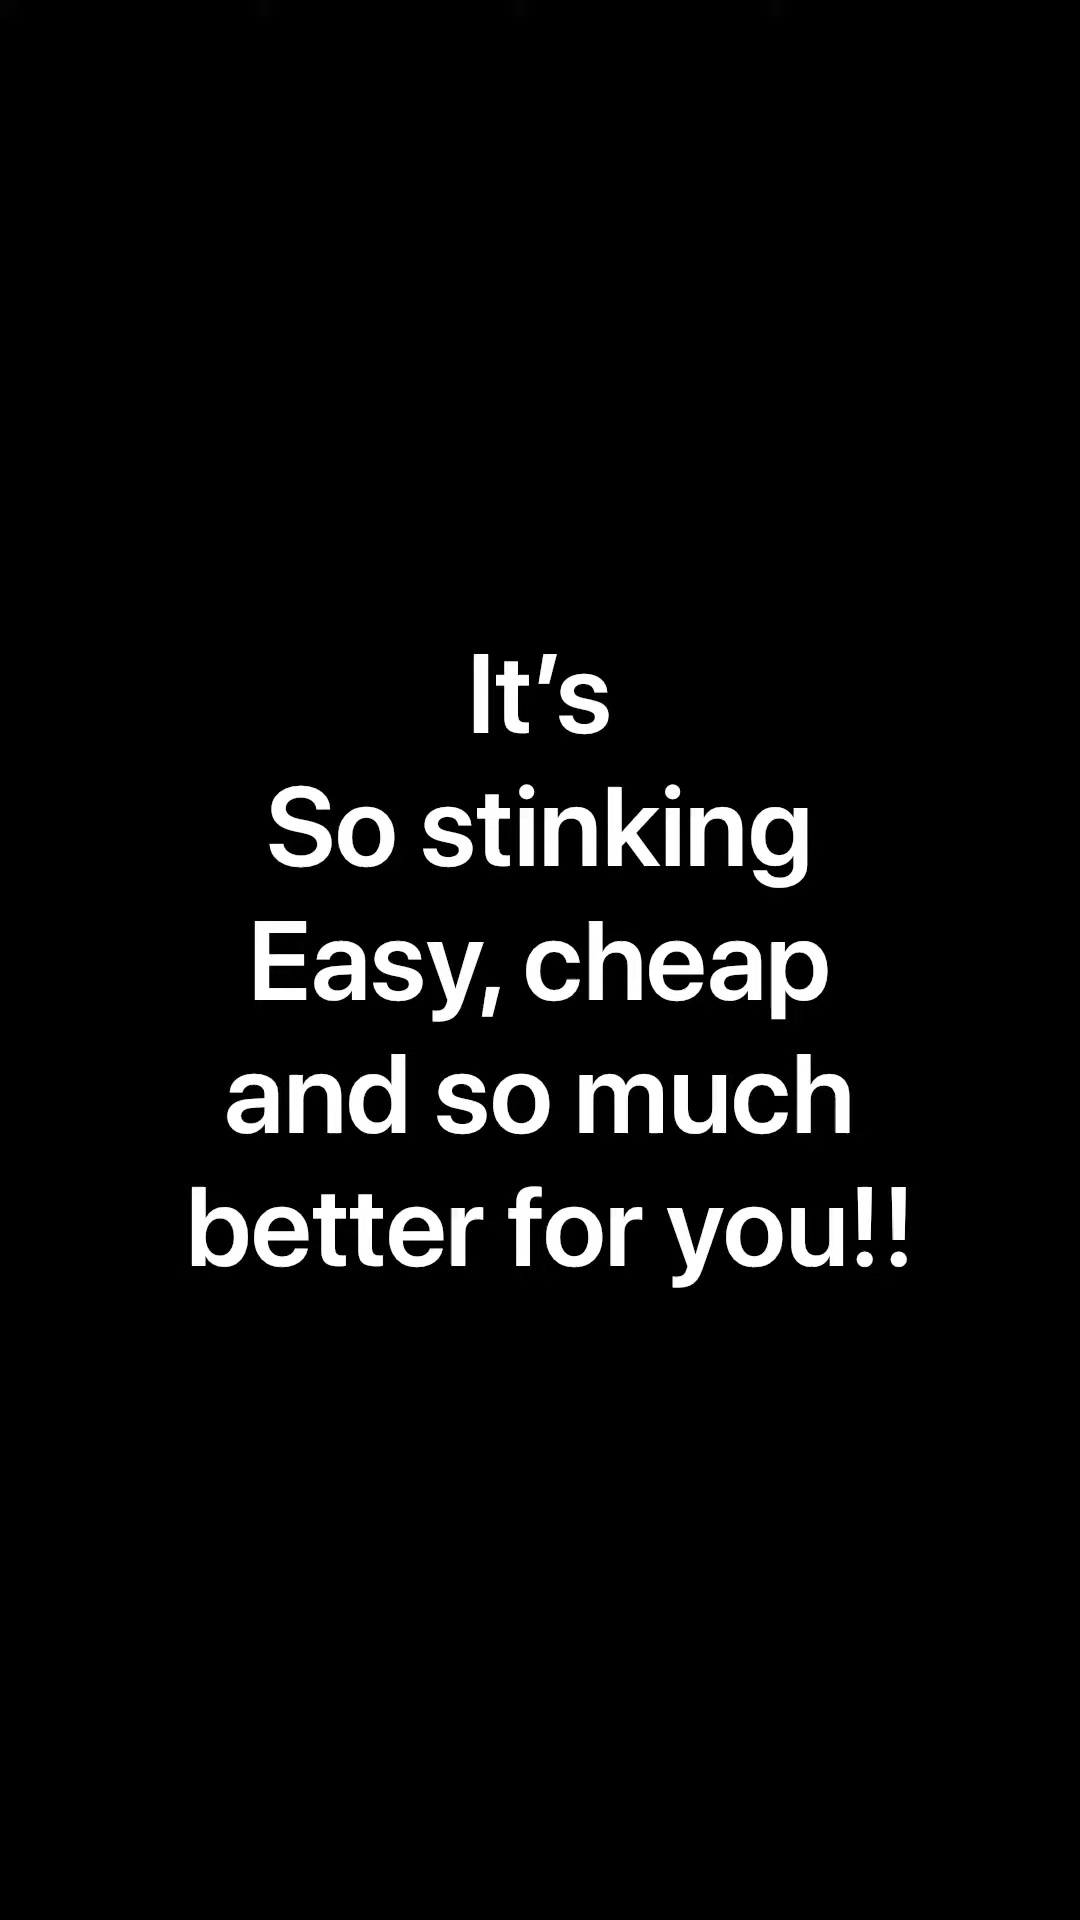 It’s
So stinking
Easy, cheap
and so much
better for you!!